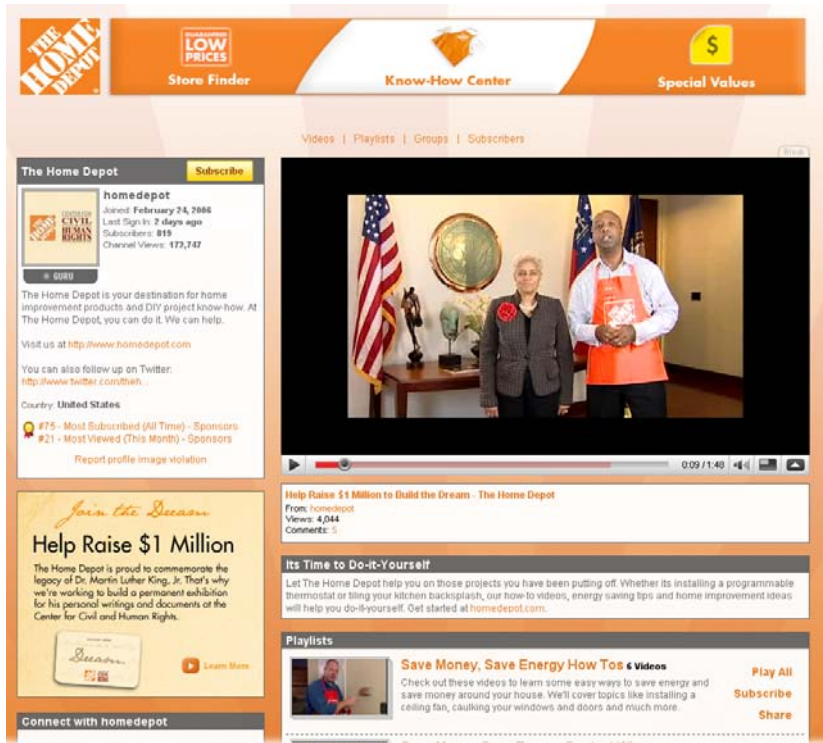 THE
HOME
DEPOT
GUARANTEED
LOW
PRICES
Store Finder
Know-How Center
$
Special Values
Videos | Playlists | Groups | Subscribers
The Home Depot
Subscribe
homedepot
Joined: February 24, 2006
Last Sign In: 2 days ago
Subscribers: 819
Channel Views: 173,747
CENTER FOR
CIVIL
HUMAN
RIGHTS
GURU
The Home Depot is your destination for home
improvement products and DIY project know-how. At
The Home Depot, you can do it. We can help.
Visit us at http://www.homedepot.com
You can also follow up on Twitter:
http://www.twitter.com/theh...
Country: United States
#75 - Most Subscribed (All Time) - Sponsors
#21 - Most Viewed (This Month) - Sponsors
Report profile image violation
Join the Dream
Help Raise $1 Million
The Home Depot is proud to commemorate the
legacy of Dr. Martin Luther King, Jr. That's why
we're working to build a permanent exhibition
for his personal writings and documents at the
Center for Civil and Human Rights.
Dream
Learn More
Connect with homedepot
0:09 / 1:48
Help Raise $1 Million to Build the Dream - The Home Depot
From: homedepot
Views: 4,044
Comments: 5
Its Time to Do-it-Yourself
Let The Home Depot help you on those projects you have been putting off. Whether its installing a programmable
thermostat or tiling your kitchen backsplash, our how-to videos, energy saving tips and home improvement ideas
will help you do-it-yourself. Get started at homedepot.com.
Playlists
Save Money, Save Energy How Tos 6 Videos
Check out these videos to learn some easy ways to save energy and
save money around your house. We'll cover topics like installing a
ceiling fan, caulking your windows and doors and much more.
Play All
Subscribe
Share